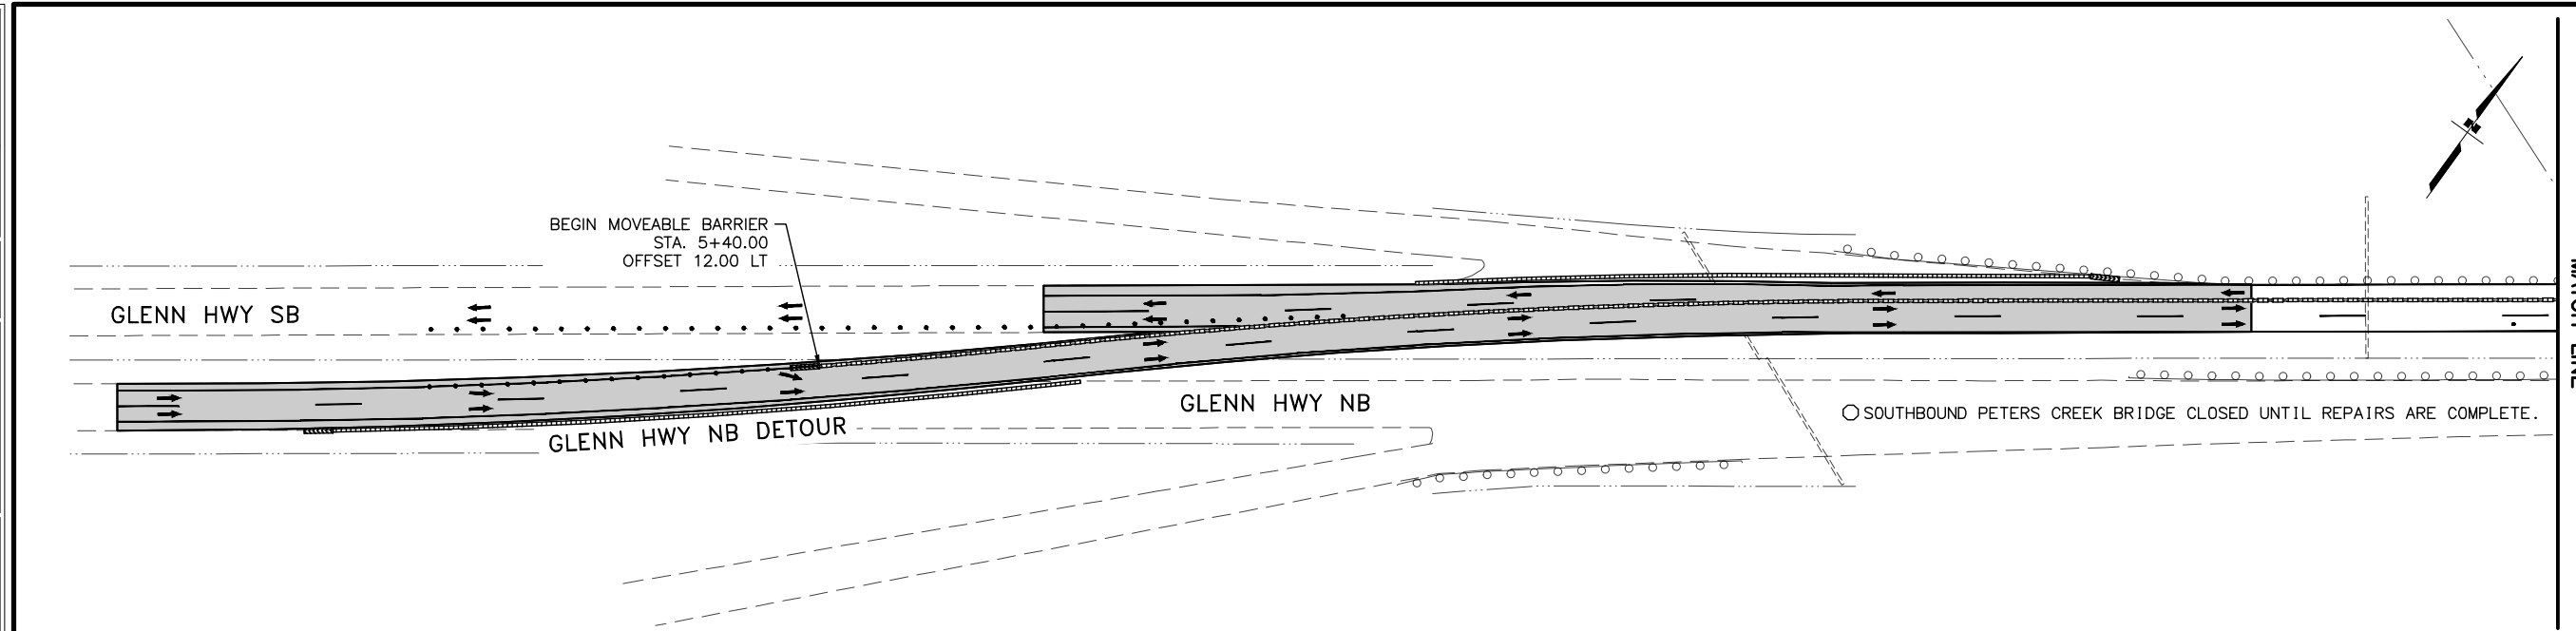 BEGIN MOVEABLE BARRIER
STA. 5+40.00
OFFSET 12.00 LT
GLENN HWY SB
GLENN HWY NB
SOUTHBOUND PETERS CREEK BRIDGE CLOSED UNTIL REPAIRS ARE COMPLETE.
GLENN HWY NB DETOUR